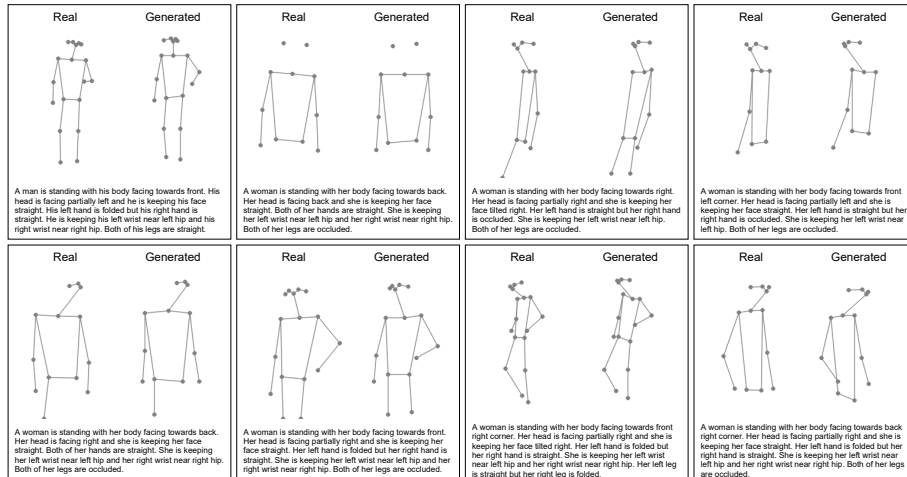 Real Generated
A man is standing with his body facing towards front. His
head is facing partially left and he is keeping his face
straight. His left hand is folded but his right hand is
straight. He is keeping his left wrist near left hip and his
right wrist near right hip. Both of his legs are straight.
Real Generated
A woman is standing with her body facing towards back.
Her head is facing back and she is keeping her face
straight. Both of her hands are straight. She is keeping
her left wrist near left hip and her right wrist near right hip.
Both of her legs are occluded.
Real Generated
A woman is standing with her body facing towards right.
Her head is facing partially right and she is keeping her
face tilted right. Her left hand is straight but her right hand
is occluded. She is keeping her left wrist near left hip.
Both of her legs are occluded.
Real Generated
A woman is standing with her body facing towards front
left corner. Her head is facing partially left and she is
keeping her face straight. Her left hand is straight but her
right hand is occluded. She is keeping her left wrist near
left hip. Both of her legs are occluded.
Real Generated
A woman is standing with her body facing towards back.
Her head is facing right and she is keeping her face
straight. Both of her hands are straight. She is keeping
her left wrist near left hip and her right wrist near right hip.
Both of her legs are occluded.
Real Generated
A woman is standing with her body facing towards front.
Her head is facing partially right and she is keeping her
face straight. Her left hand is folded but her right hand is
straight. She is keeping her left wrist near left hip and her
right wrist near right hip. Both of her legs are occluded.
Real Generated
A woman is standing with her body facing towards front
right corner. Her head is facing partially right and she is
keeping her face tilted right. Her left hand is folded but
her right hand is straight. She is keeping her left wrist
near left hip and her right wrist near right hip. Her left leg
is straight but her right leg is folded.
Real Generated
A woman is standing with her body facing towards back
right corner. Her head is facing partially right and she is
keeping her face straight. Her left hand is folded but her
right hand is straight. She is keeping her left wrist near
left hip and her right wrist near right hip. Both of her legs
are occluded.